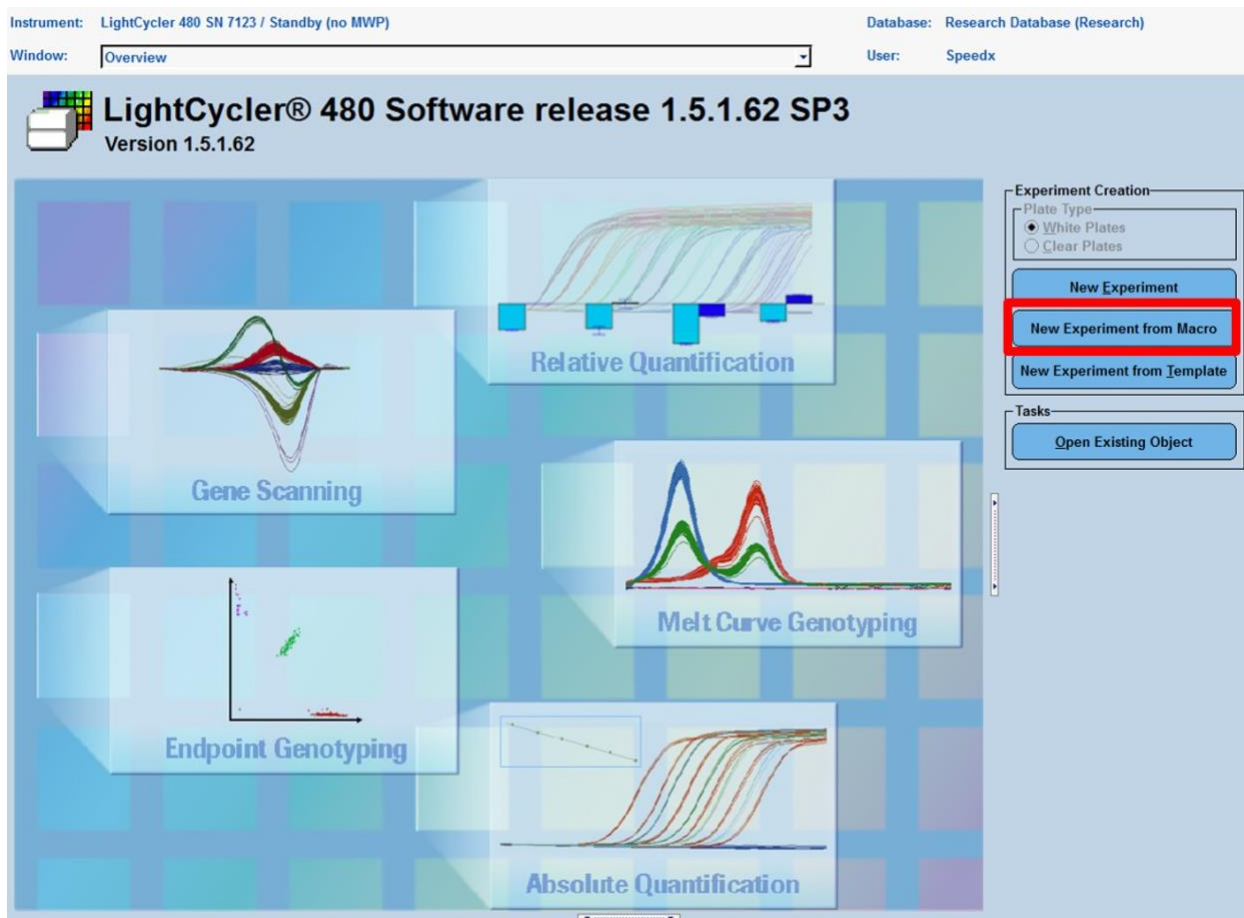 Instrument: LightCycler 480 SN 7123 / Standby (no MWP)
Database: Research Database (Research)
Window: Overview
User: Speedx
LightCycler® 480 Software release 1.5.1.62 SP3
Version 1.5.1.62
Experiment Creation
Plate Type
White Plates
Clear Plates
New Experiment
New Experiment from Macro
New Experiment from Template
Tasks
Open Existing Object
Relative Quantification
Gene Scanning
Melt Curve Genotyping
Endpoint Genotyping
Absolute Quantification